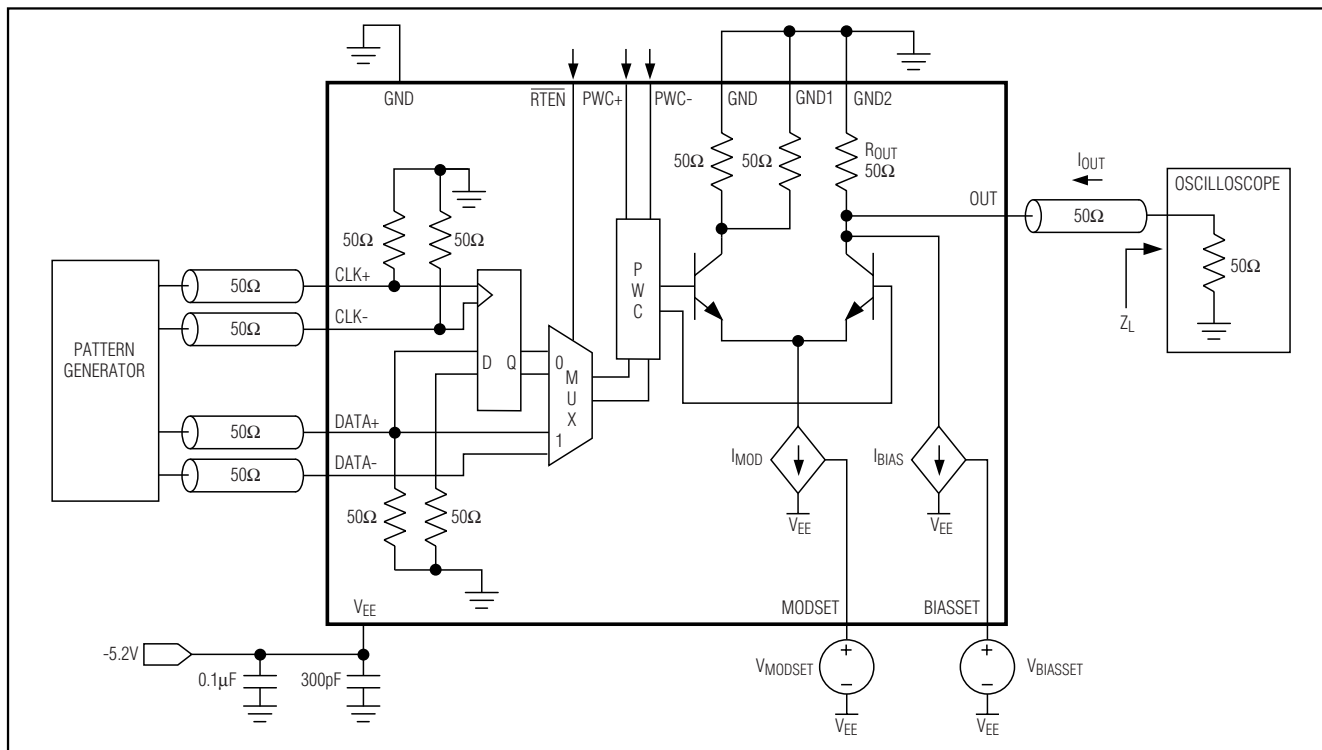 GND
RTEN
PWC+
PWC-
GND
GND1
GND2
50Ω
50Ω
ROUT
50Ω
IOUT
OUT
50Ω
OSCILLOSCOPE
50Ω
ZL
50Ω
50Ω
PATTERN
GENERATOR
50Ω
CLK+
50Ω
CLK-
50Ω
DATA+
50Ω
DATA-
D
Q
0
M
U
X
1
P
W
C
50Ω
50Ω
IMOD
VEE
IBIAS
VEE
VEE
MODSET
BIASSET
-5.2V
0.1µF
300pF
VMODSET
+
−
VEE
+
−
VBIASSET
VEE